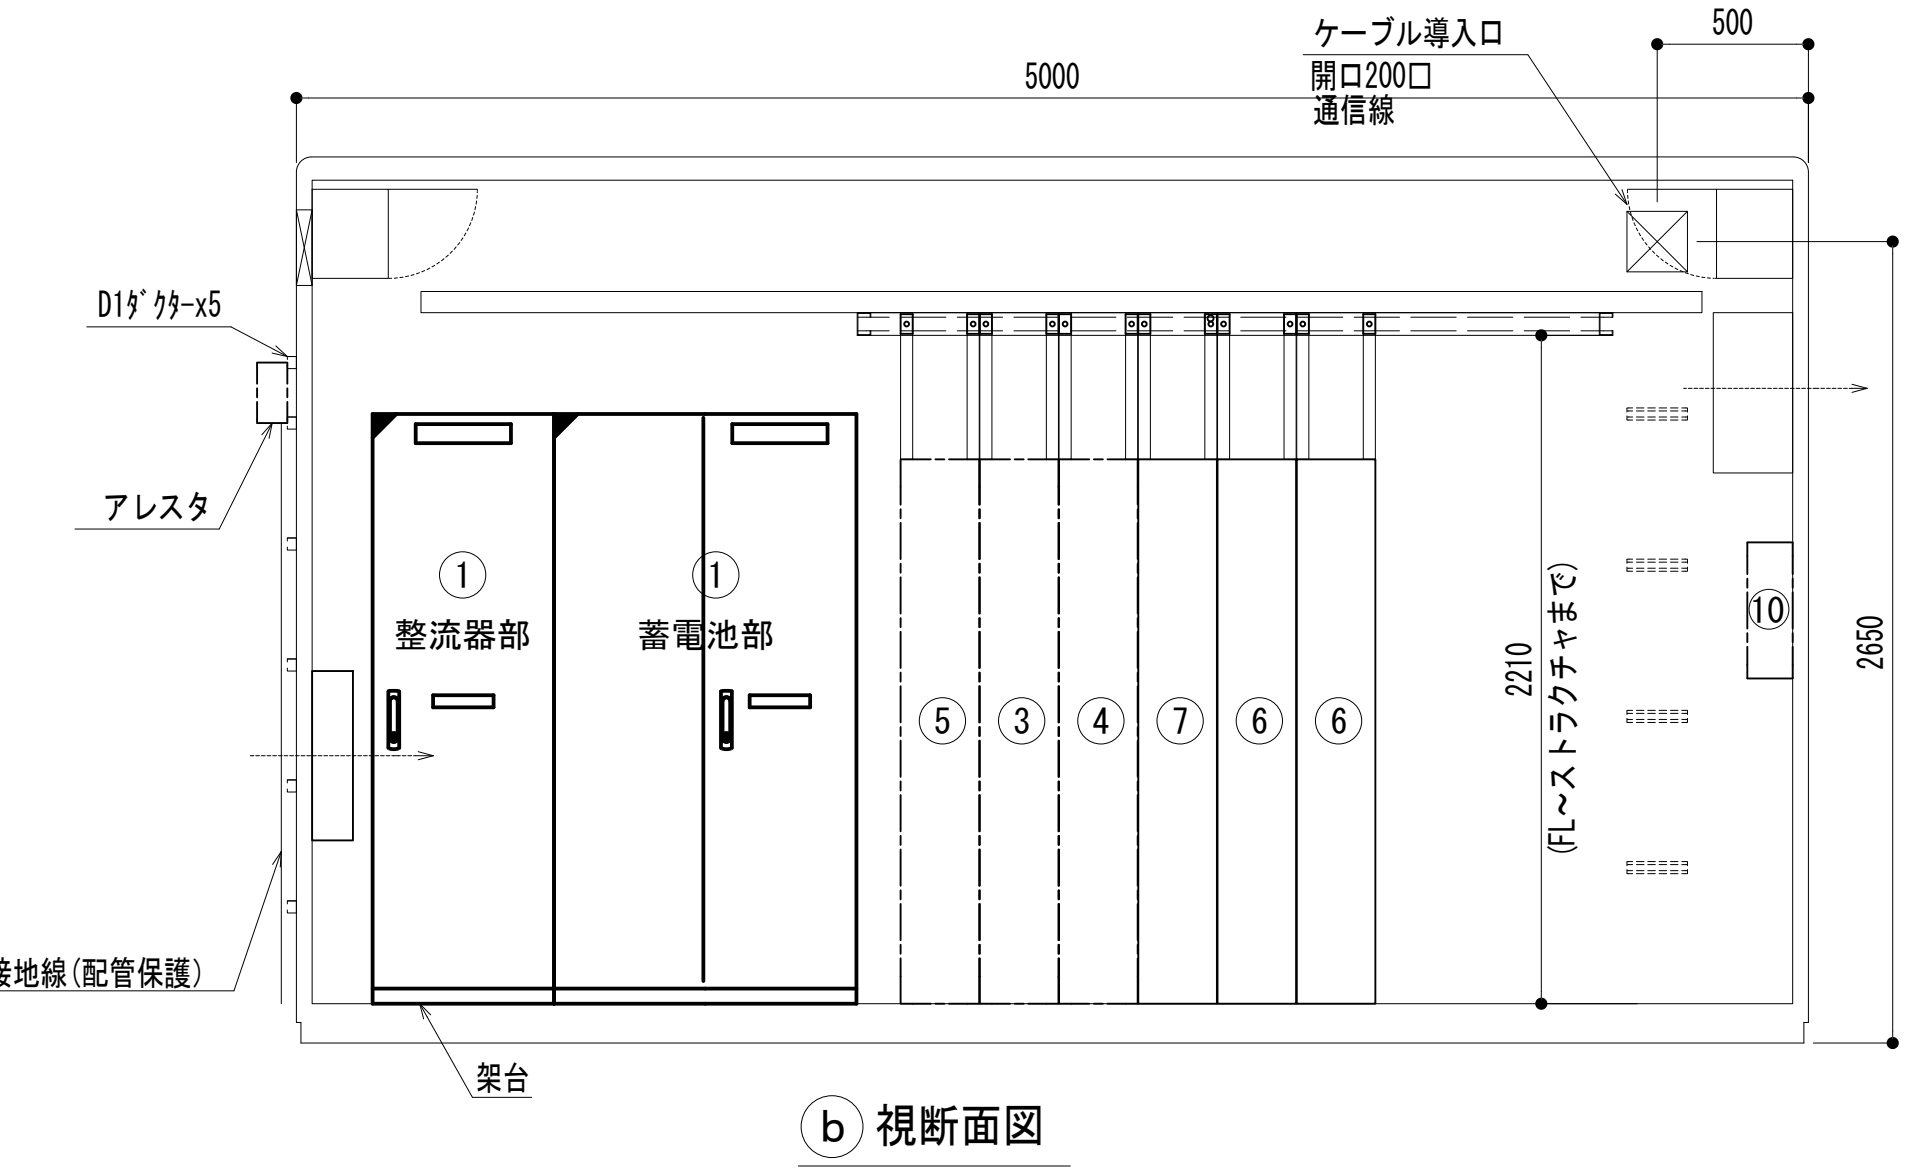 ケーブル導入口
500
5000
開口200□
通信線
D1ダクターx5
アレスタ
①
①
整流器部
蓄電池部
⑩
⑤
③
④
⑦
⑥
⑥
2210
(FL~ストラクチャまで)
2650
接地線(配管保護)
架台
ⓑ 視断面図